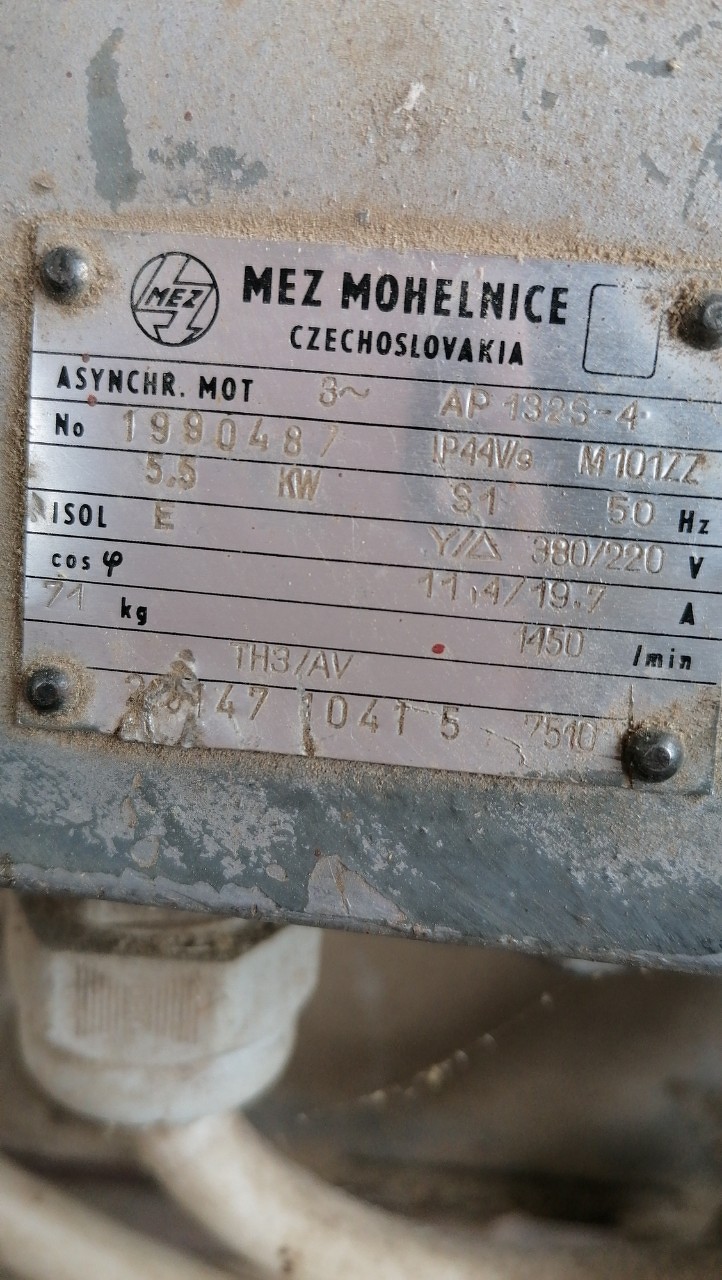 MEZ
MEZ MOHELNICE
CZECHOSLOVAKIA
ASYNCHR. MOT 3~ AP 132S-4
No 1990487 IP44V/s M101ZZ
5.5 KW S1 50 Hz
ISOL E Y/Δ 380/220 V
cos φ 11,4/19.7 A
71 kg 1450 /min
TH3/AV
147 1041 5 7510